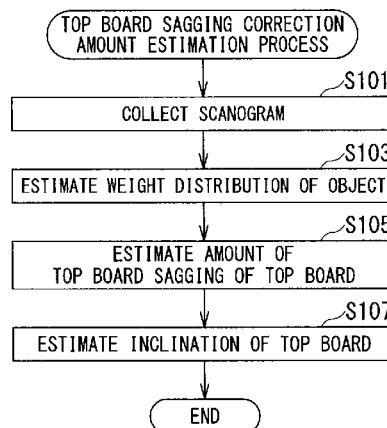 TOP BOARD SAGGING CORRECTION
AMOUNT ESTIMATION PROCESS
S101
COLLECT SCANOGRAM
S103
ESTIMATE WEIGHT DISTRIBUTION OF OBJECT
S105
ESTIMATE AMOUNT OF
TOP BOARD SAGGING OF TOP BOARD
S107
ESTIMATE INCLINATION OF TOP BOARD
END